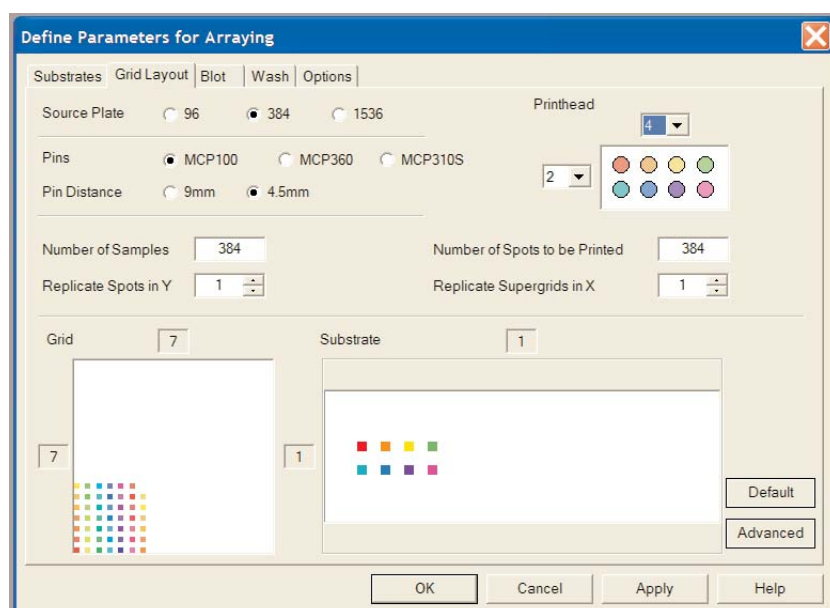 Define Parameters for Arraying
Substrates Grid Layout Blot Wash Options
Source Plate 96 384 1536
Printhead
4
Pins MCP100 MCP360 MCP310S
2
Pin Distance 9mm 4.5mm
Number of Samples 384 Number of Spots to be Printed 384
Replicate Spots in Y 1 Replicate Supergrids in X 1
Grid 7 Substrate 1
7 1
Default
Advanced
OK Cancel Apply Help